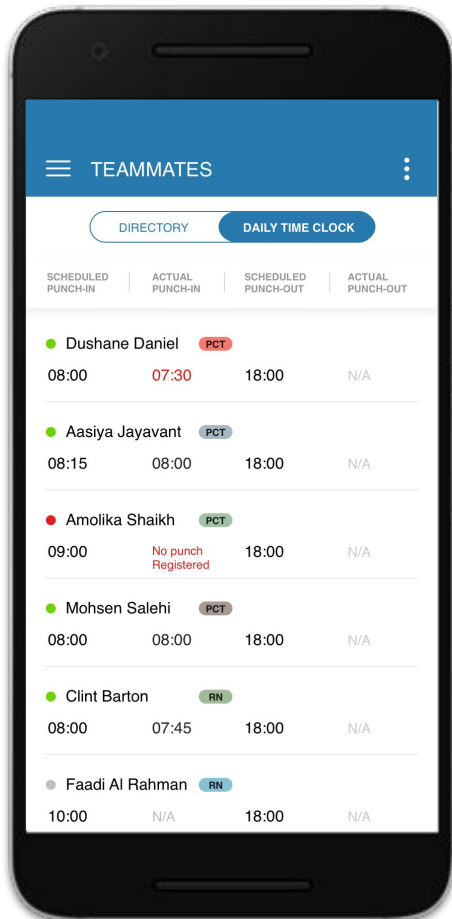 TEAMMATES
DIRECTORY DAILY TIME CLOCK
SCHEDULED PUNCH-IN ACTUAL PUNCH-IN SCHEDULED PUNCH-OUT ACTUAL PUNCH-OUT
Dushane Daniel PCT
08:00 07:30 18:00 N/A
Aasiya Jayavant PCT
08:15 08:00 18:00 N/A
Amolika Shaikh PCT
09:00 No punch Registered 18:00 N/A
Mohsen Salehi PCT
08:00 08:00 18:00 N/A
Clint Barton RN
08:00 07:45 18:00 N/A
Faadi Al Rahman RN
10:00 N/A 18:00 N/A